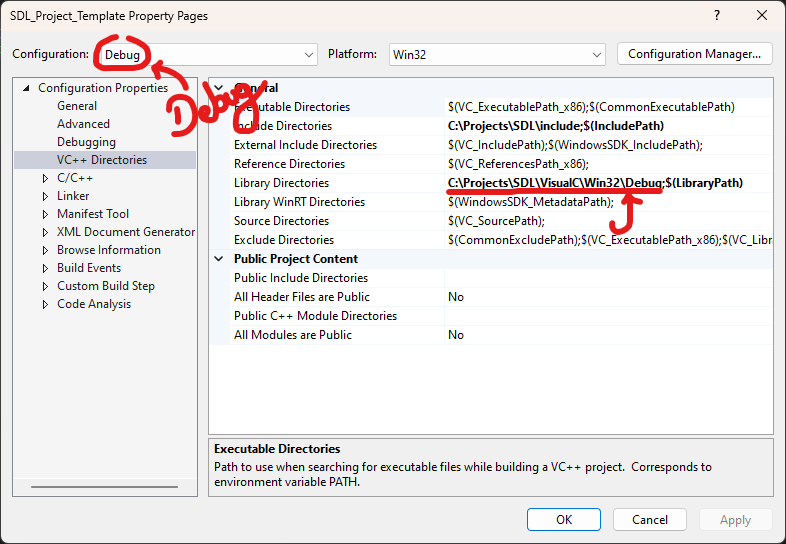 SDL_Project_Template Property Pages
Configuration: Debug Platform: Win32 Configuration Manager...
Debug
Configuration Properties
General
Advanced
Debugging
VC++ Directories
C/C++
Linker
Manifest Tool
XML Document Generator
Browse Information
Build Events
Custom Build Step
Code Analysis
General
Executable Directories $(VC_ExecutablePath_x86);$(CommonExecutablePath)
Include Directories C:\Projects\SDL\include;$(IncludePath)
External Include Directories $(VC_IncludePath);$(WindowsSDK_IncludePath);
Reference Directories $(VC_ReferencesPath_x86);
Library Directories C:\Projects\SDL\VisualC\Win32\Debug;$(LibraryPath)
Library WinRT Directories $(WindowsSDK_MetadataPath);
Source Directories $(VC_SourcePath);
Exclude Directories $(CommonExcludePath);$(VC_ExecutablePath_x86);$(VC_Libra
Public Project Content
Public Include Directories
All Header Files are Public No
Public C++ Module Directories
All Modules are Public No
Executable Directories
Path to use when searching for executable files while building a VC++ project.  Corresponds to
environment variable PATH.
OK Cancel Apply